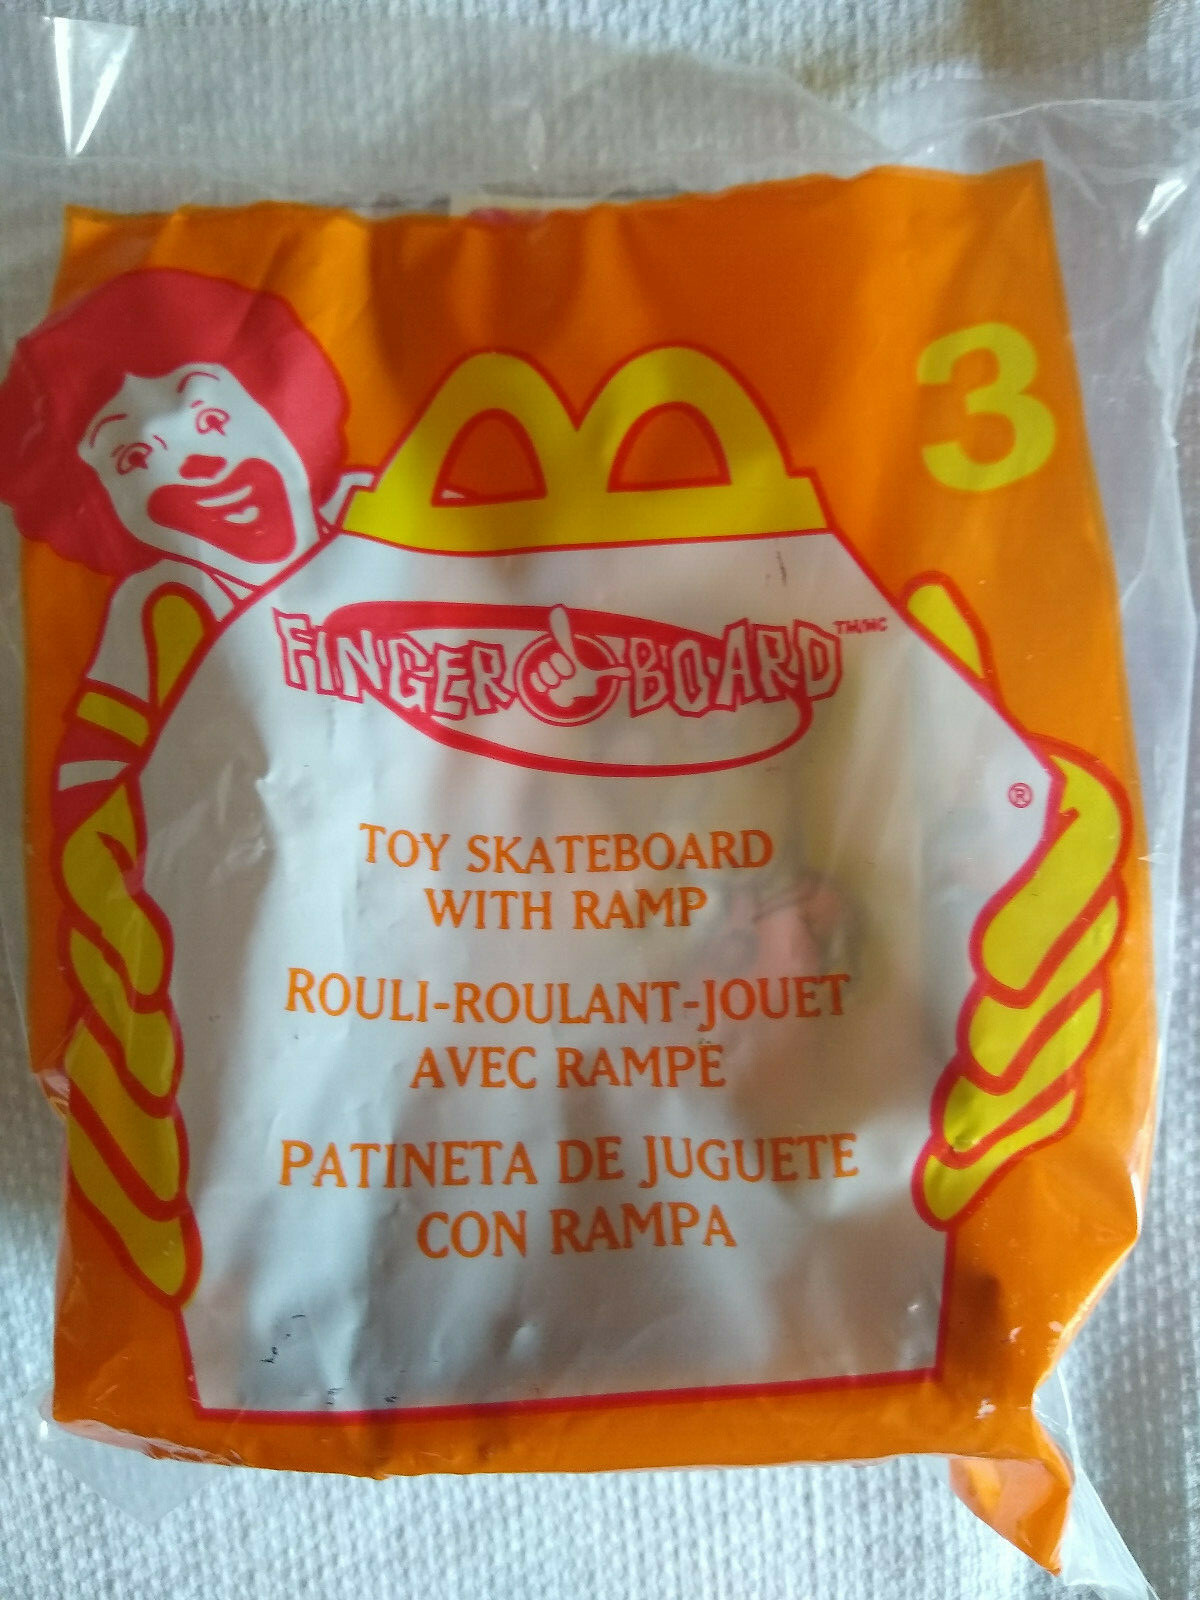 3
FINGER BOARD TM/MC
®
TOY SKATEBOARD
WITH RAMP
ROULI-ROULANT-JOUET
AVEC RAMPE
PATINETA DE JUGUETE
CON RAMPA